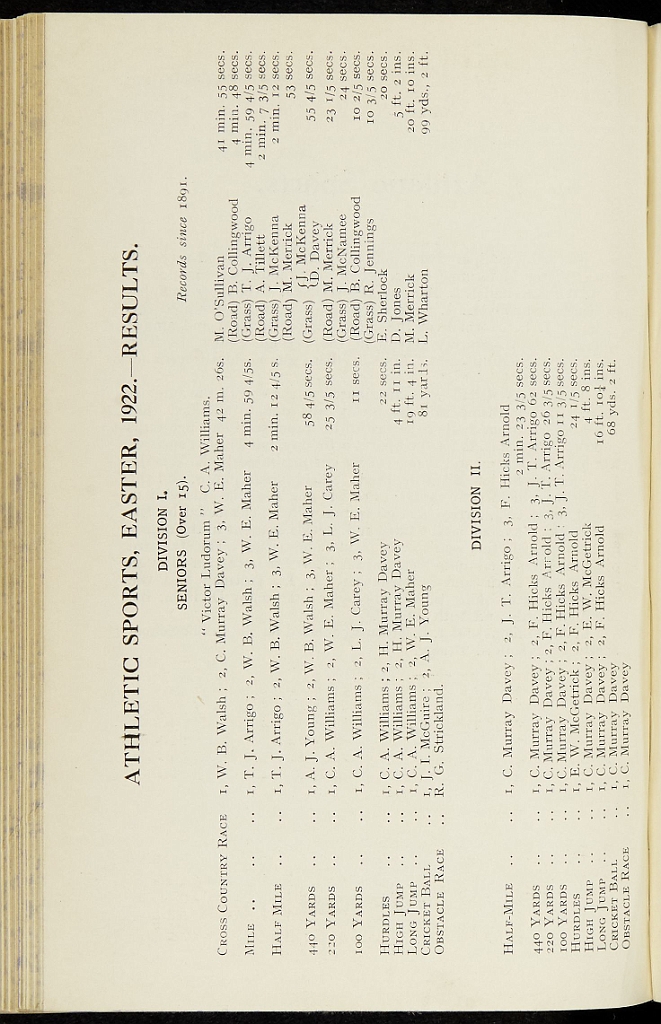 ATHLETIC SPORTS, EASTER, 1922.—RESULTS.
DIVISION I.
SENIORS (Over 15).
Records since 1891.
"Victor Ludorum" C. A. Williams.
CROSS COUNTRY RACE 1, W. B. Walsh ; 2, C. Murray Davey ; 3, W. E. Maher 42 m. 26s. M. O'Sullivan 41 min. 55 secs.
(Road) B. Collingwood 4 min. 48 secs.
MILE .. .. .. 1, T. J. Arrigo ; 2, W. B. Walsh ; 3, W. E. Maher 4 min. 59 4/5s. (Grass) T. J. Arrigo 4 min. 59 4/5 secs.
(Road) A. Tillett 2 min. 7 3/5 secs.
HALF MILE .. .. 1, T. J. Arrigo ; 2, W. B. Walsh ; 3, W. E. Maher 2 min. 12 4/5 s. (Grass) J. McKenna 2 min. 12 secs.
(Road) M. Merrick 53 secs.
440 YARDS .. .. 1, A. J. Young ; 2, W. B. Walsh ; 3, W. E. Maher 58 4/5 secs. (Grass) {J. McKenna 55 4/5 secs.
{D. Davey
220 YARDS .. .. 1, C. A. Williams ; 2, W. E. Maher ; 3, L. J. Carey 25 3/5 secs. (Road) M. Merrick 23 1/5 secs.
(Grass) J. McNamee 24 secs.
100 YARDS .. .. 1, C. A. Williams ; 2, L. J. Carey ; 3, W. E. Maher 11 secs. (Road) B. Collingwood 10 2/5 secs.
(Grass) R. Jennings 10 3/5 secs.
HURDLES .. .. 1, C. A. Williams ; 2, H. Murray Davey 22 secs. E. Sherlock 20 secs.
HIGH JUMP .. .. 1, C. A. Williams ; 2, H. Murray Davey 4 ft. 11 in. D. Jones 5 ft. 2 ins.
LONG JUMP .. .. 1, C. A. Williams ; 2, W. E. Maher 19 ft. 4 in. M. Merrick 20 ft. 10 ins.
CRICKET BALL .. 1, J. I. McGuire ; 2, A. J. Young 81 yards. L. Wharton 99 yds., 2 ft.
OBSTACLE RACE .. R. G. Strickland.
DIVISION II.
HALF-MILE .. .. 1, C. Murray Davey ; 2, J. T. Arrigo ; 3, F. Hicks Arnold
2 min. 23 3/5 secs.
440 YARDS .. .. 1, C. Murray Davey ; 2, F. Hicks Arnold ; 3, J. T. Arrigo 62 secs.
220 YARDS .. .. 1, C. Murray Davey ; 2, F. Hicks Arnold ; 3, J. T. Arrigo 26 3/5 secs.
100 YARDS .. .. 1, C. Murray Davey ; 2, F. Hicks Arnold ; 3, J. T. Arrigo 11 3/5 secs.
HURDLES .. .. 1, E. W. McGetrick ; 2, F. Hicks Arnold 24 1/5 secs.
HIGH JUMP .. .. 1, C. Murray Davey ; 2, E. W. McGetrick 4 ft. 8 ins.
LONG JUMP .. .. 1, C. Murray Davey ; 2, F. Hicks Arnold 16 ft. 10½ ins.
CRICKET BALL .. 1, C. Murray Davey 68 yds. 2 ft.
OBSTACLE RACE .. 1, C. Murray Davey